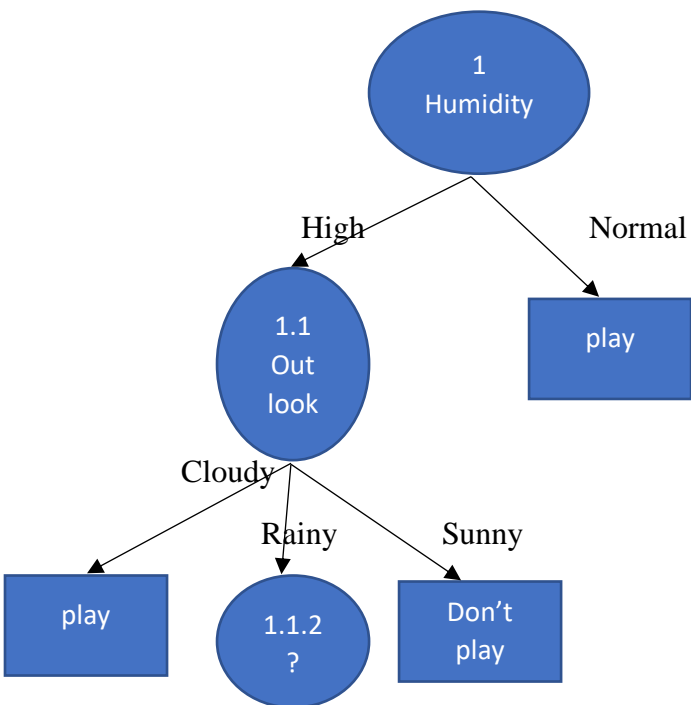 1
Humidity
High
Normal
1.1
Out
look
play
Cloudy
Rainy
Sunny
play
1.1.2
?
Don’t
play